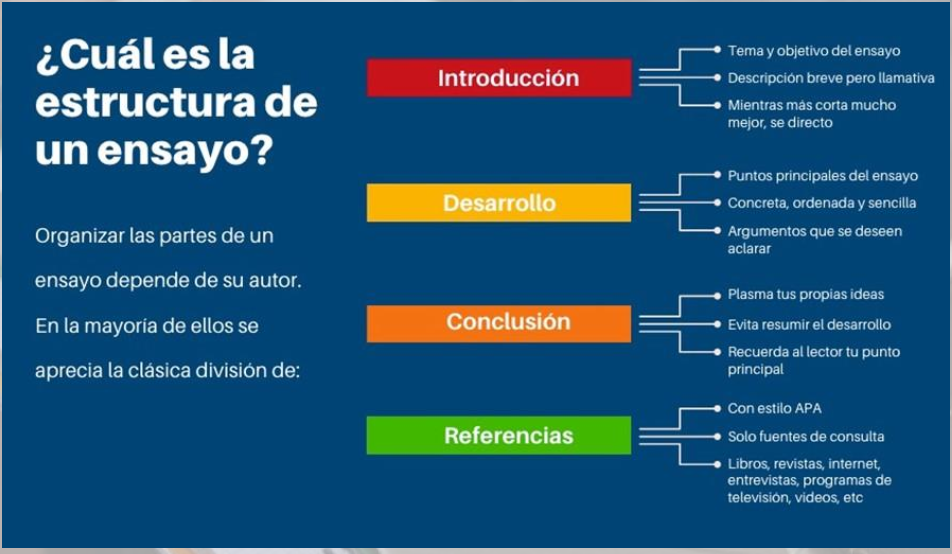 ¿Cuál es la
estructura de
un ensayo?
Organizar las partes de un
ensayo depende de su autor.
En la mayoría de ellos se
aprecia la clásica división de:
Introducción
Tema y objetivo del ensayo
Descripción breve pero llamativa
Mientras más corta mucho
mejor, se directo
Desarrollo
Puntos principales del ensayo
Concreta, ordenada y sencilla
Argumentos que se deseen
aclarar
Conclusión
Plasma tus propias ideas
Evita resumir el desarrollo
Recuerda al lector tu punto
principal
Referencias
Con estilo APA
Solo fuentes de consulta
Libros, revistas, internet,
entrevistas, programas de
televisión, videos, etc